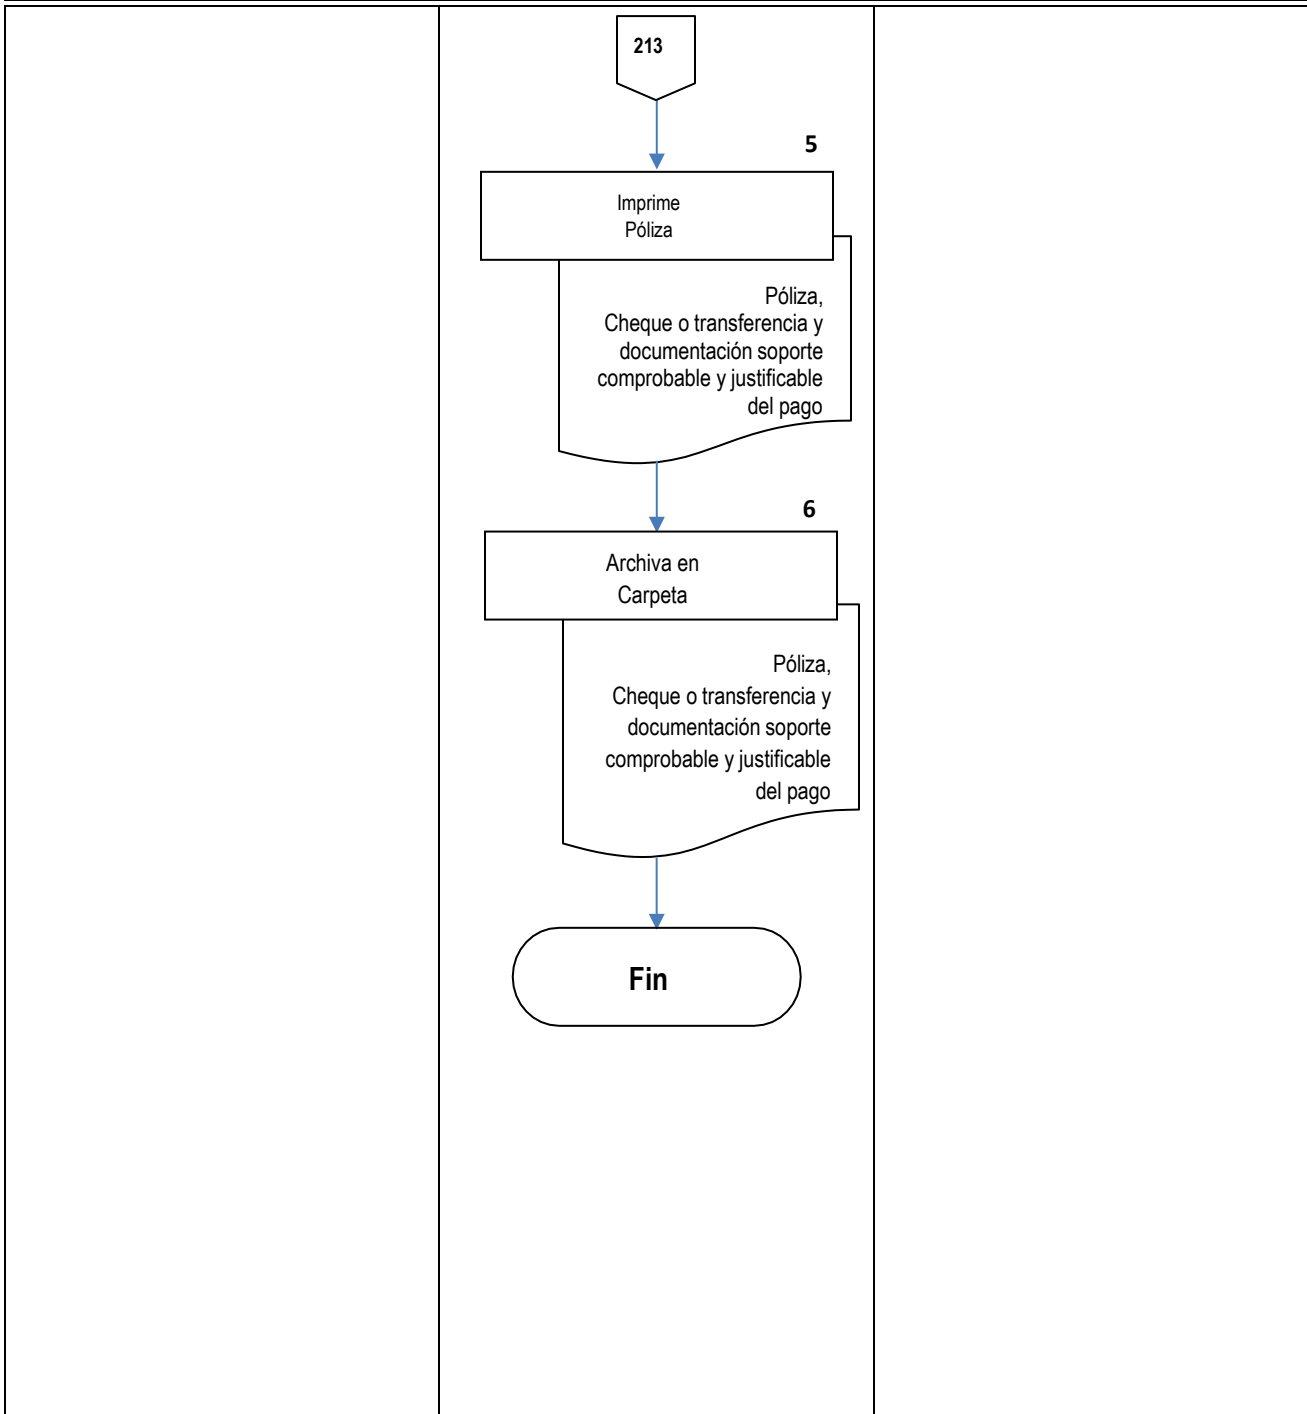 213
5
Imprime
Póliza
Póliza,
Cheque o transferencia y
documentación soporte
comprobable y justificable
del pago
6
Archiva en
Carpeta
Póliza,
Cheque o transferencia y
documentación soporte
comprobable y justificable
del pago
Fin